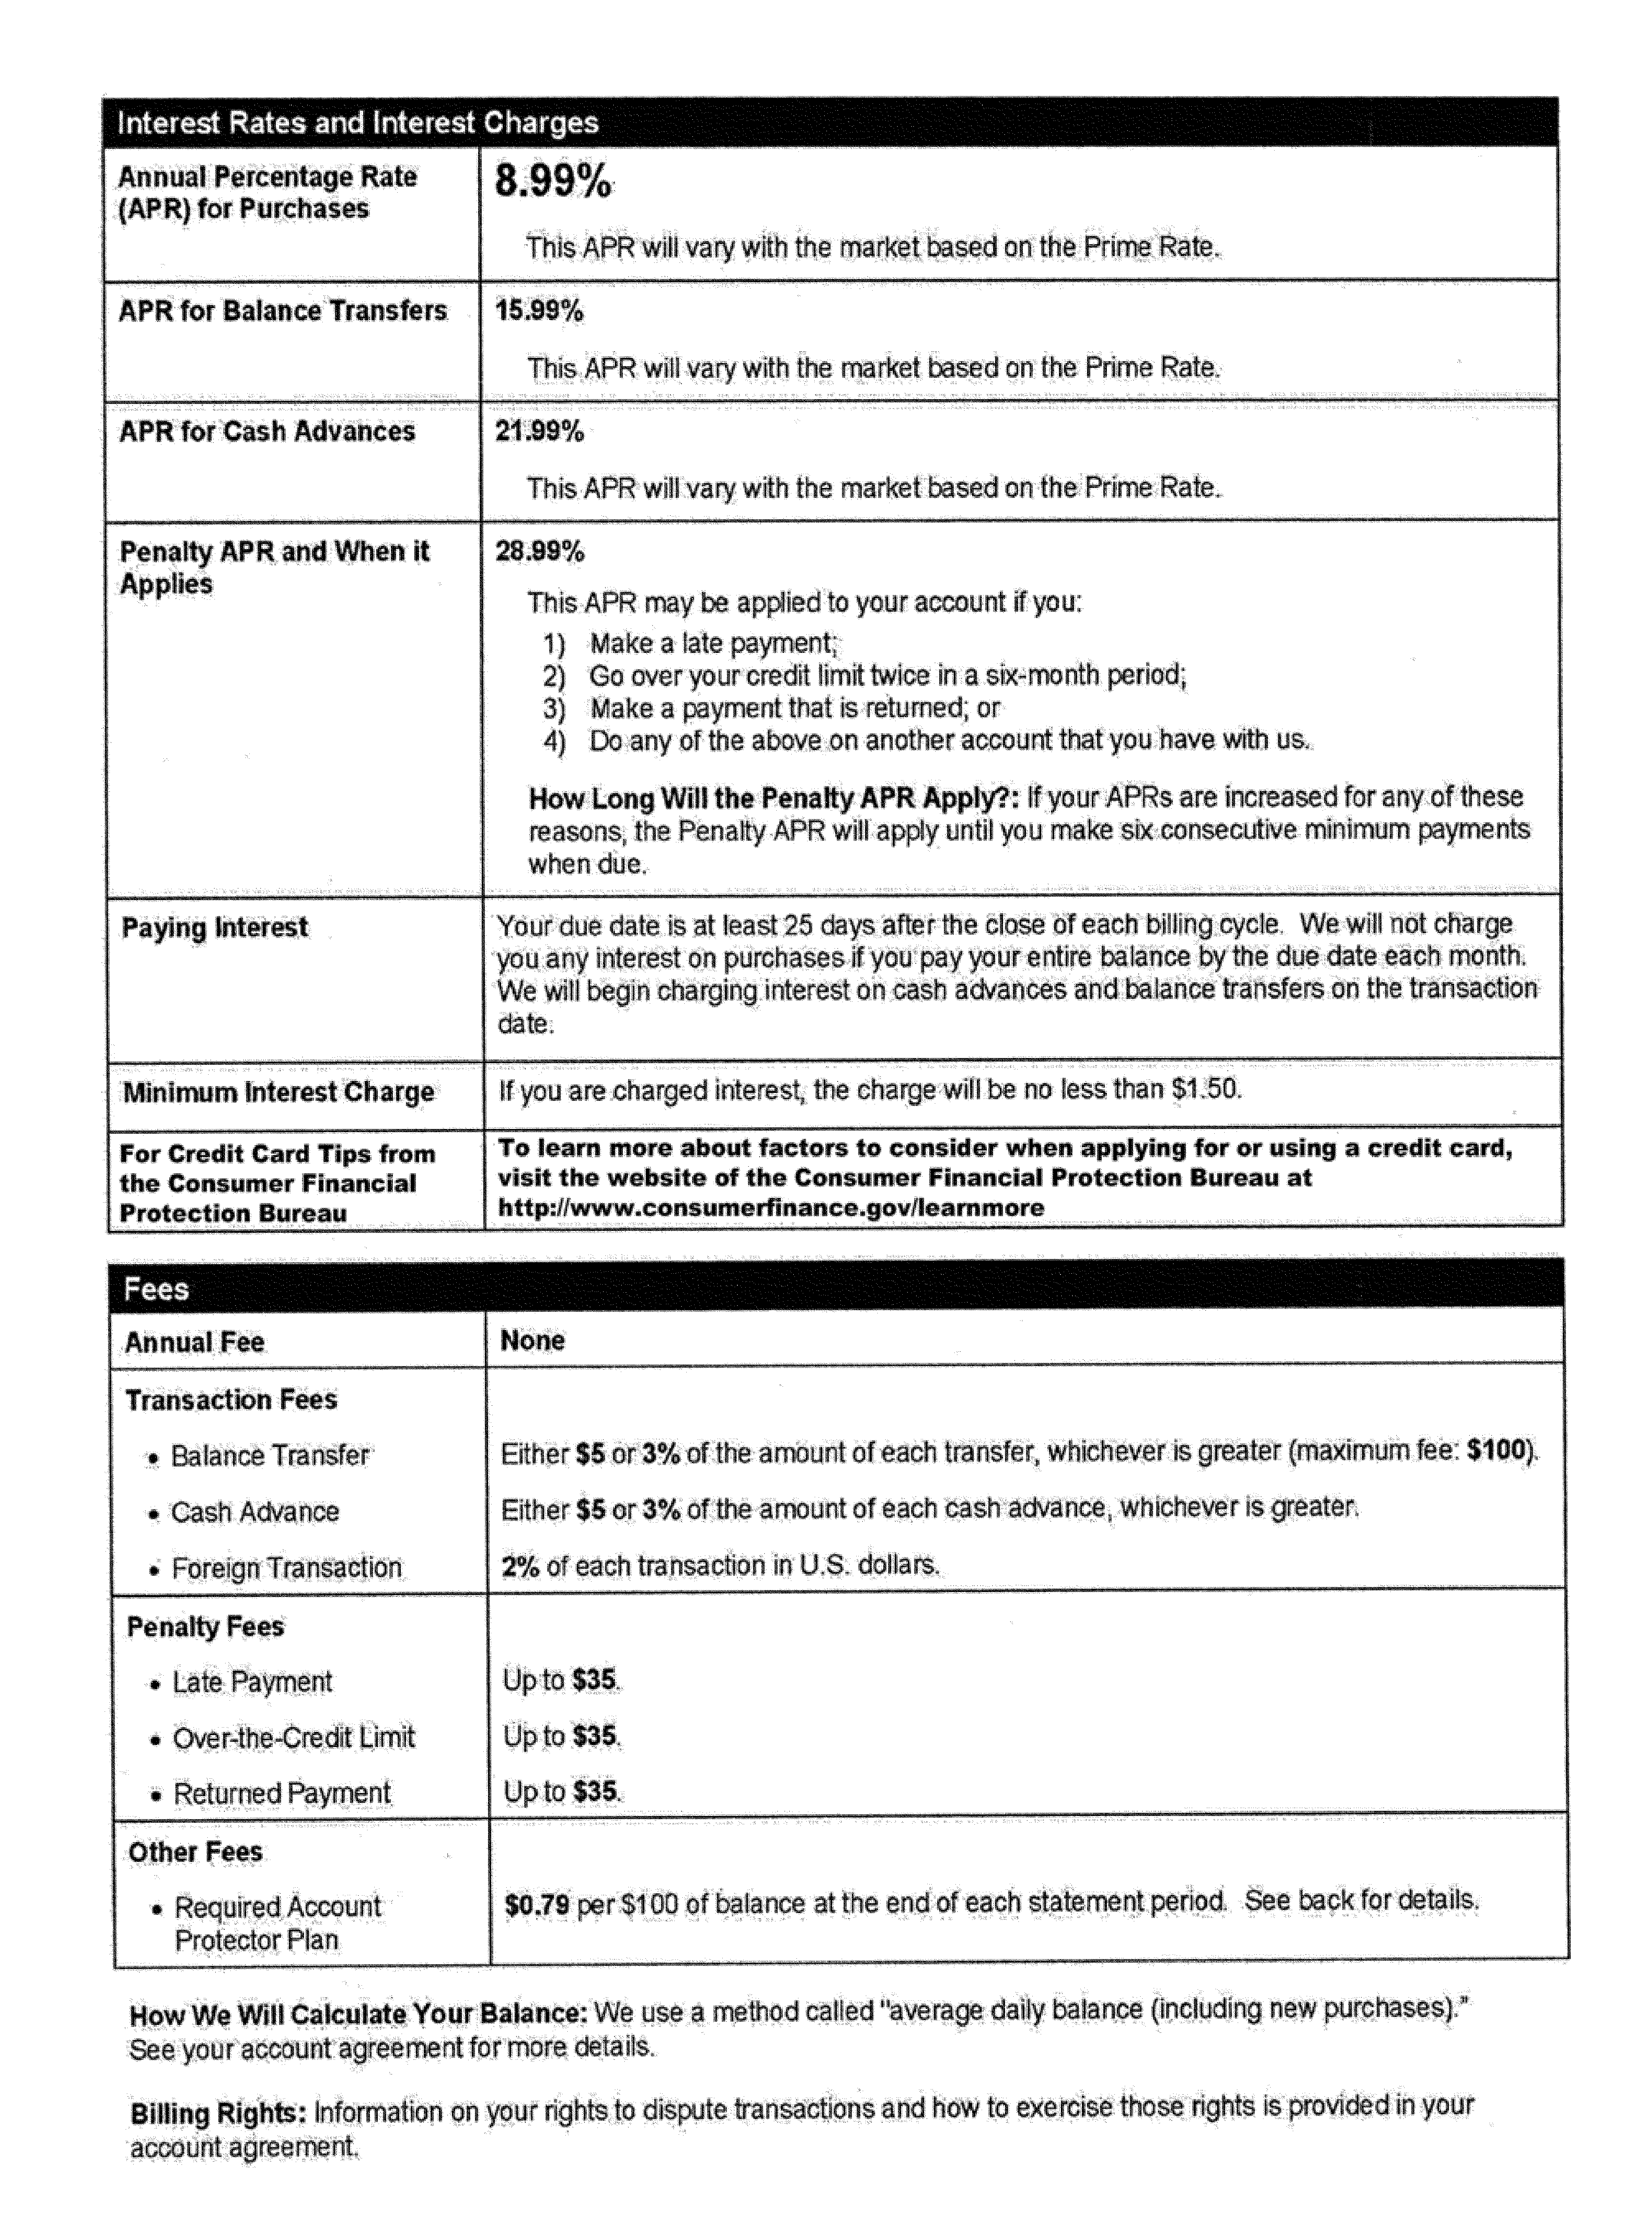 Interest Rates and Interest Charges
Annual Percentage Rate
(APR) for Purchases
8.99%
This APR will vary with the market based on the Prime Rate.
APR for Balance Transfers
15.99%
This APR will vary with the market based on the Prime Rate.
APR for Cash Advances
21.99%
This APR will vary with the market based on the Prime Rate.
Penalty APR and When it
Applies
28.99%
This APR may be applied to your account if you:
1) Make a late payment;
2) Go over your credit limit twice in a six-month period;
3) Make a payment that is returned; or
4) Do any of the above on another account that you have with us.
How Long Will the Penalty APR Apply?: If your APRs are increased for any of these
reasons, the Penalty APR will apply until you make six consecutive minimum payments
when due.
Paying Interest
Your due date is at least 25 days after the close of each billing cycle. We will not charge
you any interest on purchases if you pay your entire balance by the due date each month.
We will begin charging interest on cash advances and balance transfers on the transaction
date.
Minimum Interest Charge
If you are charged interest, the charge will be no less than $1.50.
For Credit Card Tips from
the Consumer Financial
Protection Bureau
To learn more about factors to consider when applying for or using a credit card,
visit the website of the Consumer Financial Protection Bureau at
http://www.consumerfinance.gov/learnmore
Fees
Annual Fee
None
Transaction Fees
• Balance Transfer
Either $5 or 3% of the amount of each transfer, whichever is greater (maximum fee: $100).
• Cash Advance
Either $5 or 3% of the amount of each cash advance, whichever is greater.
• Foreign Transaction
2% of each transaction in U.S. dollars.
Penalty Fees
• Late Payment
Up to $35.
• Over-the-Credit Limit
Up to $35.
• Returned Payment
Up to $35.
Other Fees
• Required Account
Protector Plan
$0.79 per $100 of balance at the end of each statement period. See back for details.
How We Will Calculate Your Balance: We use a method called "average daily balance (including new purchases)."
See your account agreement for more details.
Billing Rights: Information on your rights to dispute transactions and how to exercise those rights is provided in your
account agreement.